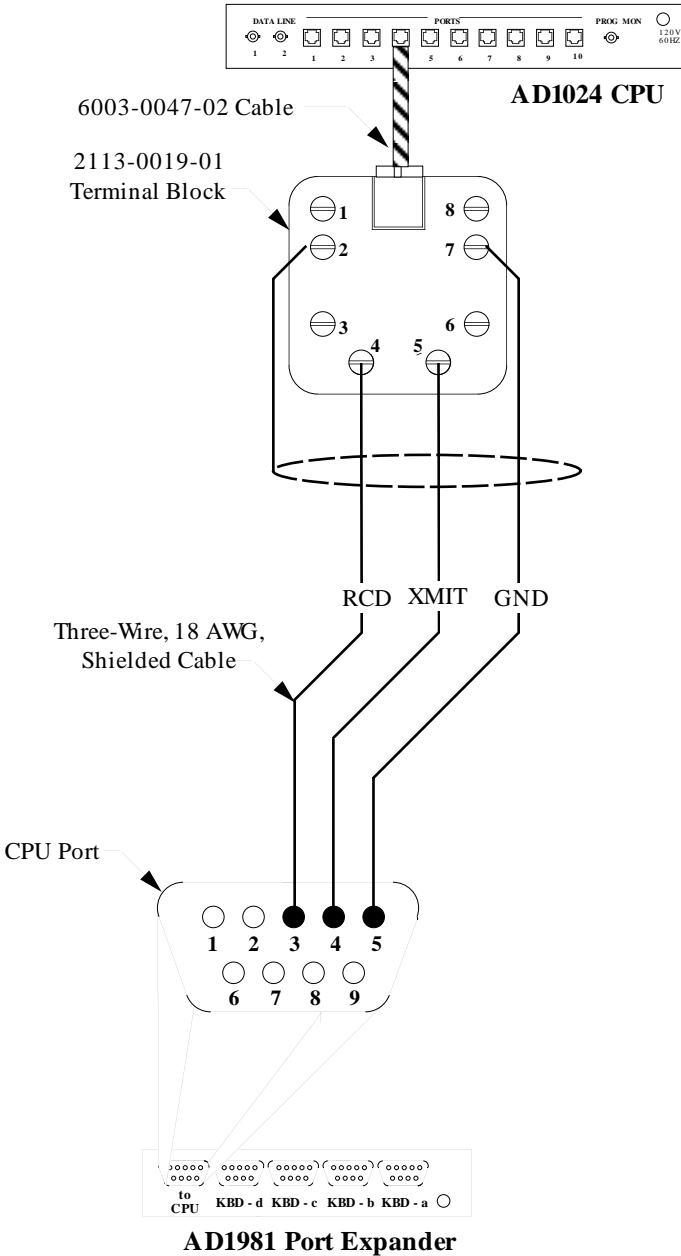 DATA LINE PORTS PROG MON
120V
60HZ
1 2 1 2 3 5 6 7 8 9 10
AD1024 CPU
6003-0047-02 Cable
2113-0019-01
Terminal Block
1 8
2 7
3 6
4 5
RCD XMIT GND
Three-Wire, 18 AWG,
Shielded Cable
CPU Port
1 2 3 4 5
6 7 8 9
to
CPU
KBD - d KBD - c KBD - b KBD - a
AD1981 Port Expander